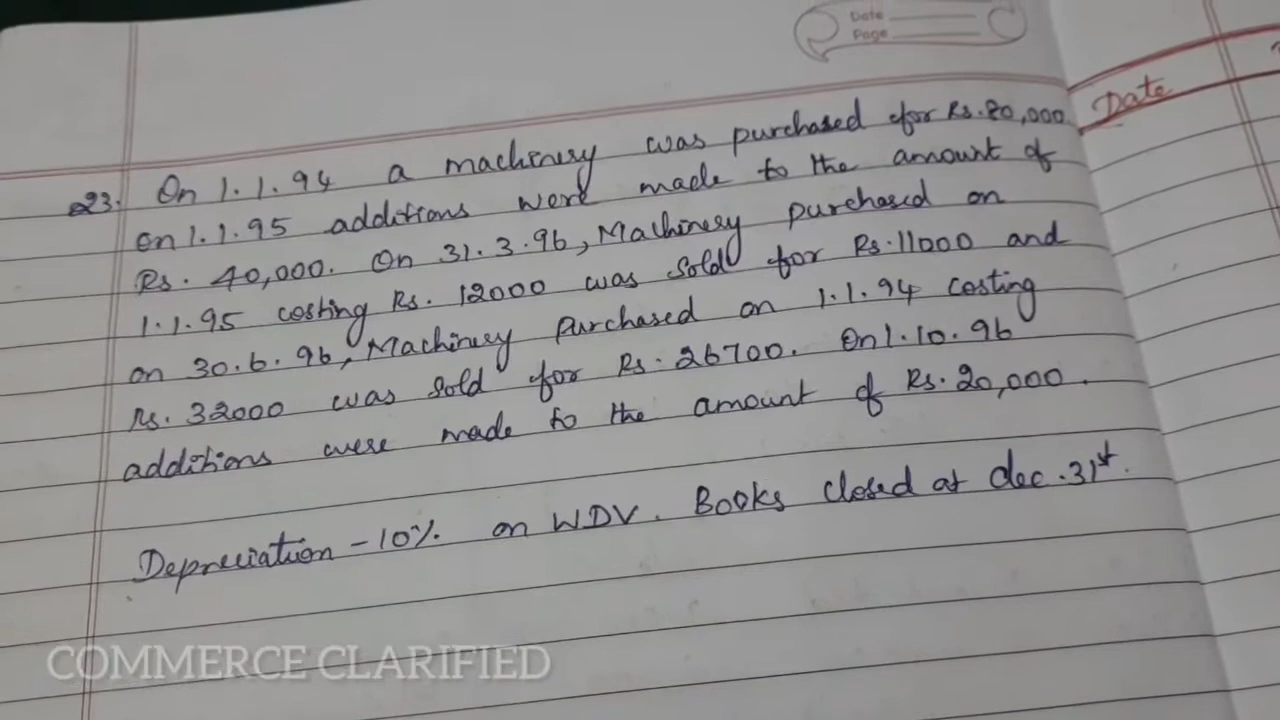 Date
Page
Date
23. On 1.1.94 a machinery was purchased for Rs.80,000
on 1.1.95 additions were made to the amount of
Rs. 40,000. On 31.3.96, Machinery purchased on
1.1.95 costing Rs. 12000 was sold for Rs.11000 and
on 30.6.96, Machinery purchased on 1.1.94 costing
Rs. 32000 was sold for Rs. 26700. On 1.10.96
additions were made to the amount of Rs. 20,000.
Depreciation - 10% on WDV. Books closed at dec.31st.
COMMERCE CLARIFIED